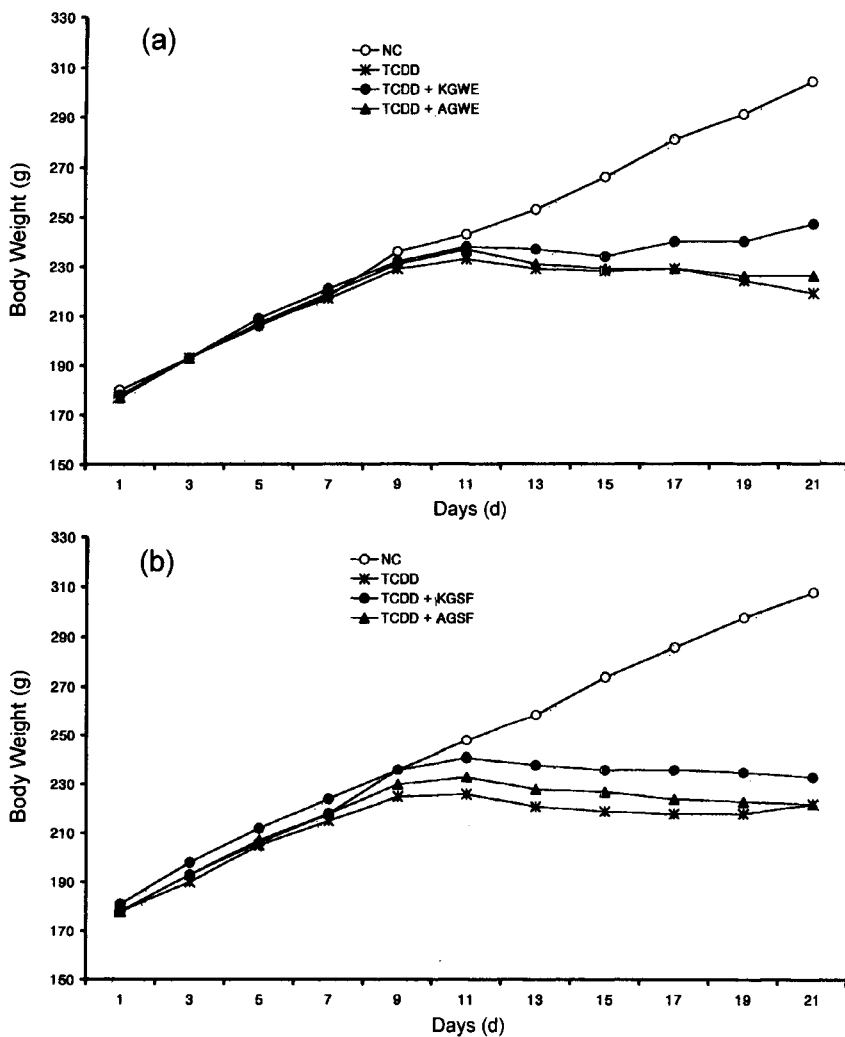 (a)
NC
TCDD
TCDD + KGWE
TCDD + AGWE
Body Weight (g)
330
310
290
270
250
230
210
190
170
150
1 3 5 7 9 11 13 15 17 19 21
Days (d)
(b)
NC
TCDD
TCDD + KGSF
TCDD + AGSF
Body Weight (g)
330
310
290
270
250
230
210
190
170
150
1 3 5 7 9 11 13 15 17 19 21
Days (d)